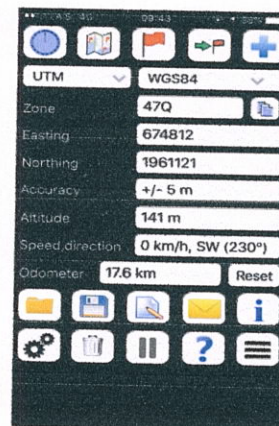 09:43
UTM WGS84
Zone 47Q
Easting 674812
Northing 1961121
Accuracy +/- 5 m
Altitude 141 m
Speed,direction 0 km/h, SW (230°)
Odometer 17.6 km Reset
i
?